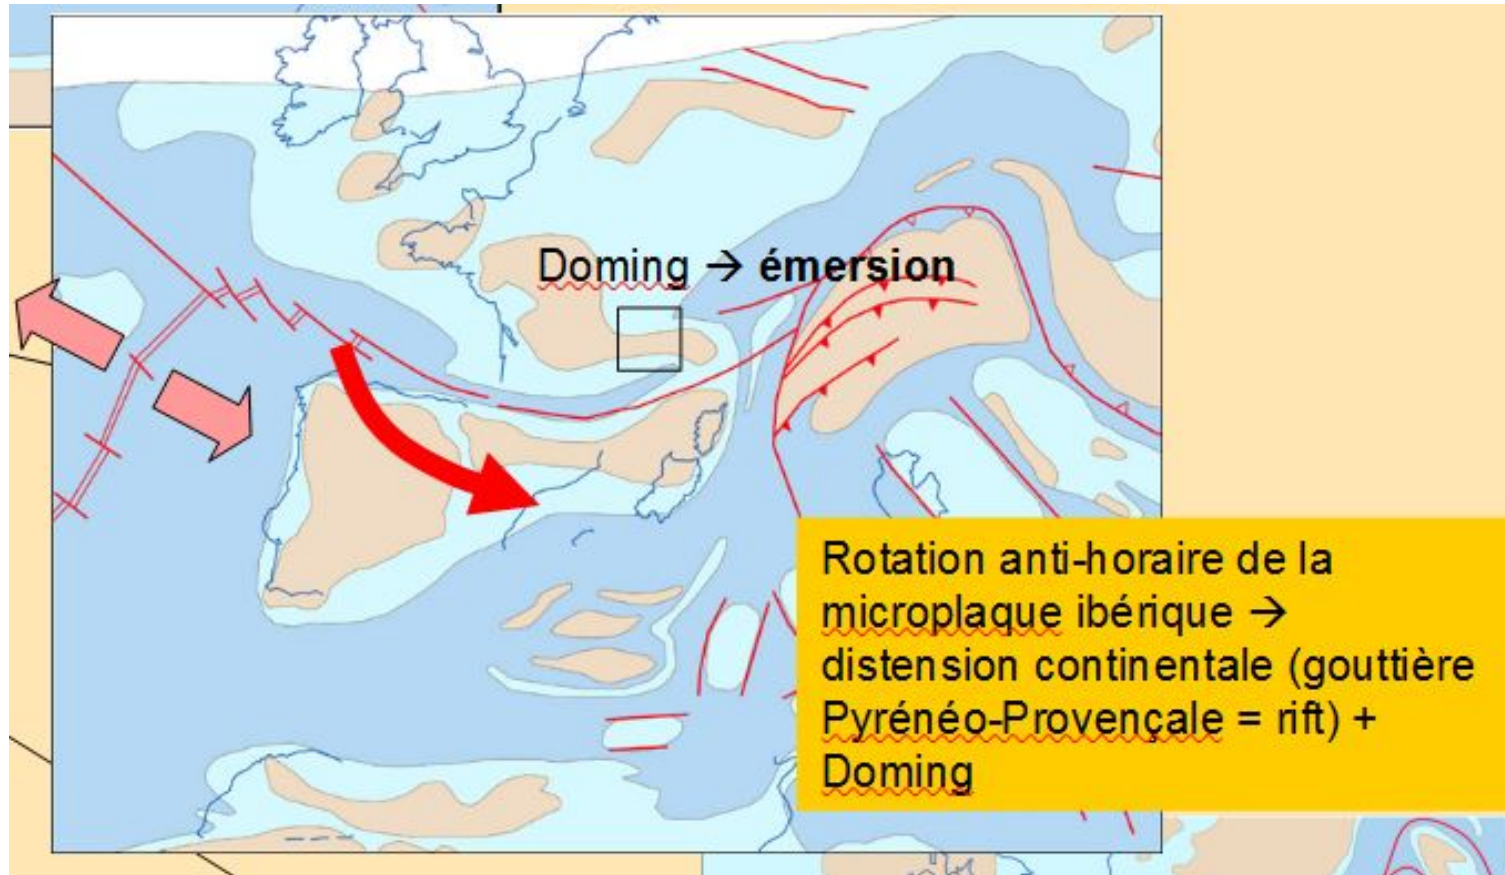 Doming → émersion
Rotation anti-horaire de la
microplaque ibérique →
distension continentale (gouttière
Pyrénéo-Provençale = rift) +
Doming